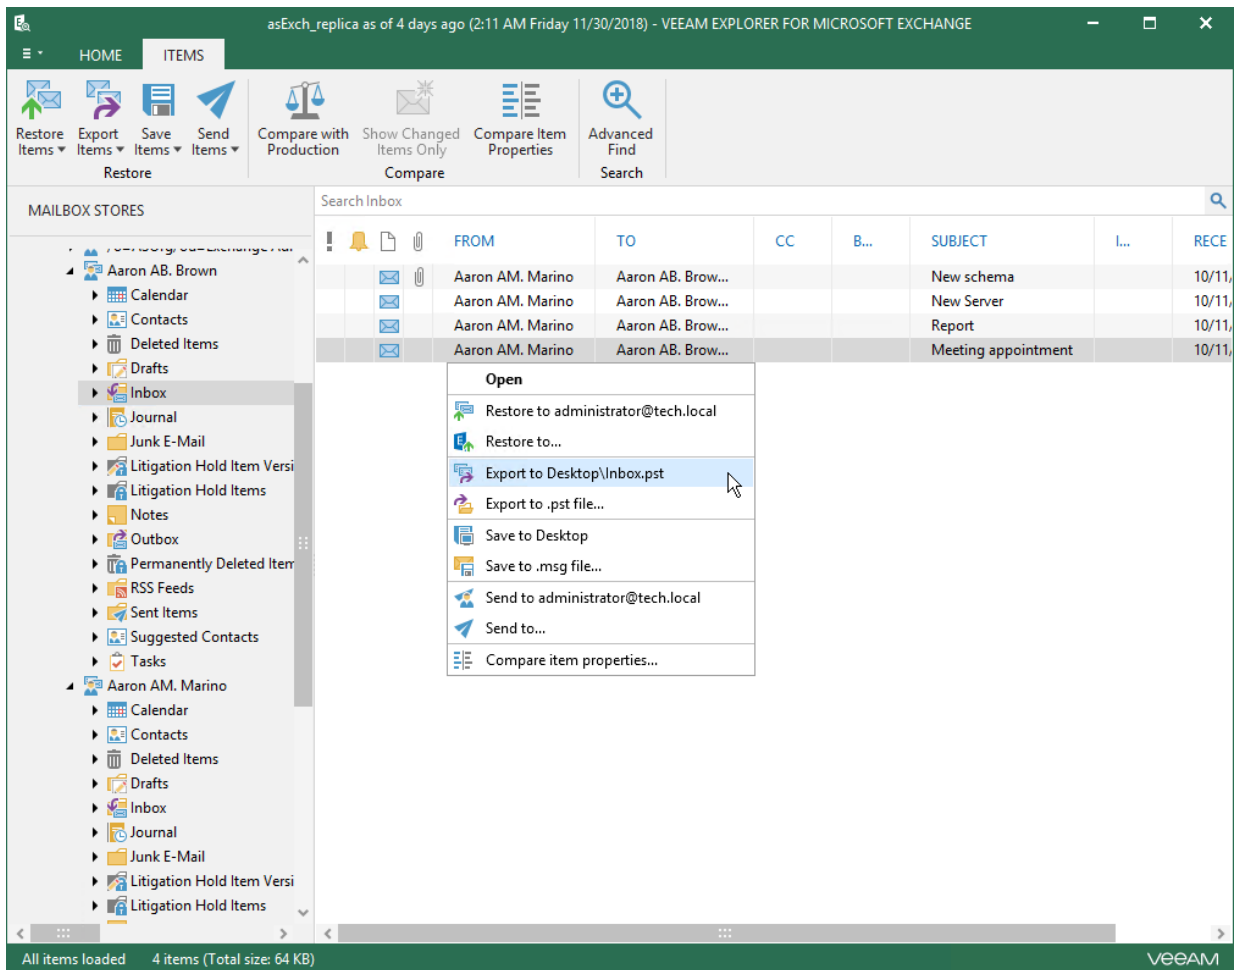 asExch_replica as of 4 days ago (2:11 AM Friday 11/30/2018) - VEEAM EXPLORER FOR MICROSOFT EXCHANGE
HOME ITEMS
Restore Items Export Items Save Items Send Items Compare with Production Show Changed Items Only Compare Item Properties Advanced Find
Restore Compare Search
MAILBOX STORES
Search Inbox
FROM TO CC B... SUBJECT I... RECE
Aaron AM. Marino Aaron AB. Brow... New schema 10/11/
Aaron AM. Marino Aaron AB. Brow... New Server 10/11/
Aaron AM. Marino Aaron AB. Brow... Report 10/11/
Aaron AM. Marino Aaron AB. Brow... Meeting appointment 10/11/
Aaron AB. Brown
Calendar
Contacts
Deleted Items
Drafts
Inbox
Journal
Junk E-Mail
Litigation Hold Item Versi
Litigation Hold Items
Notes
Outbox
Permanently Deleted Item
RSS Feeds
Sent Items
Suggested Contacts
Tasks
Aaron AM. Marino
Calendar
Contacts
Deleted Items
Drafts
Inbox
Journal
Junk E-Mail
Litigation Hold Item Versi
Litigation Hold Items
Open
Restore to administrator@tech.local
Restore to...
Export to Desktop\Inbox.pst
Export to .pst file...
Save to Desktop
Save to .msg file...
Send to administrator@tech.local
Send to...
Compare item properties...
All items loaded 4 items (Total size: 64 KB) veeAM